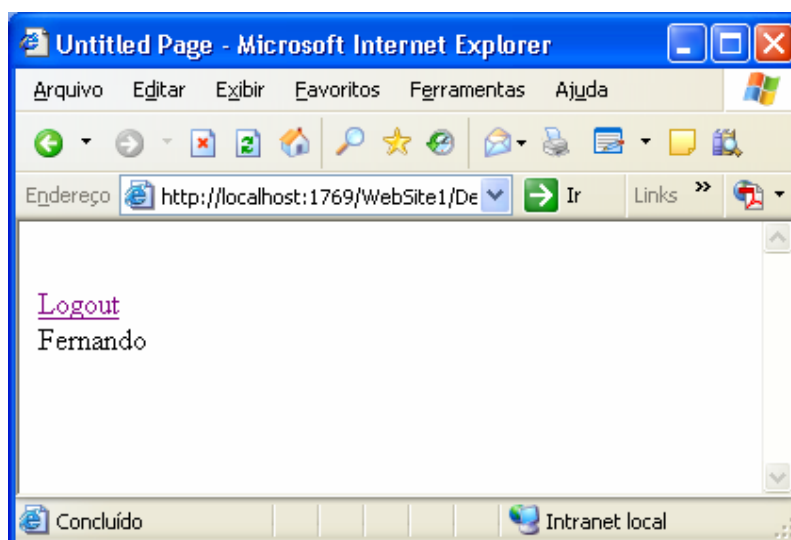 Untitled Page - Microsoft Internet Explorer
Arquivo Editar Exibir Favoritos Ferramentas Ajuda
Endereço http://localhost:1769/WebSite1/De Ir Links »
Logout
Fernando
Concluído Intranet local